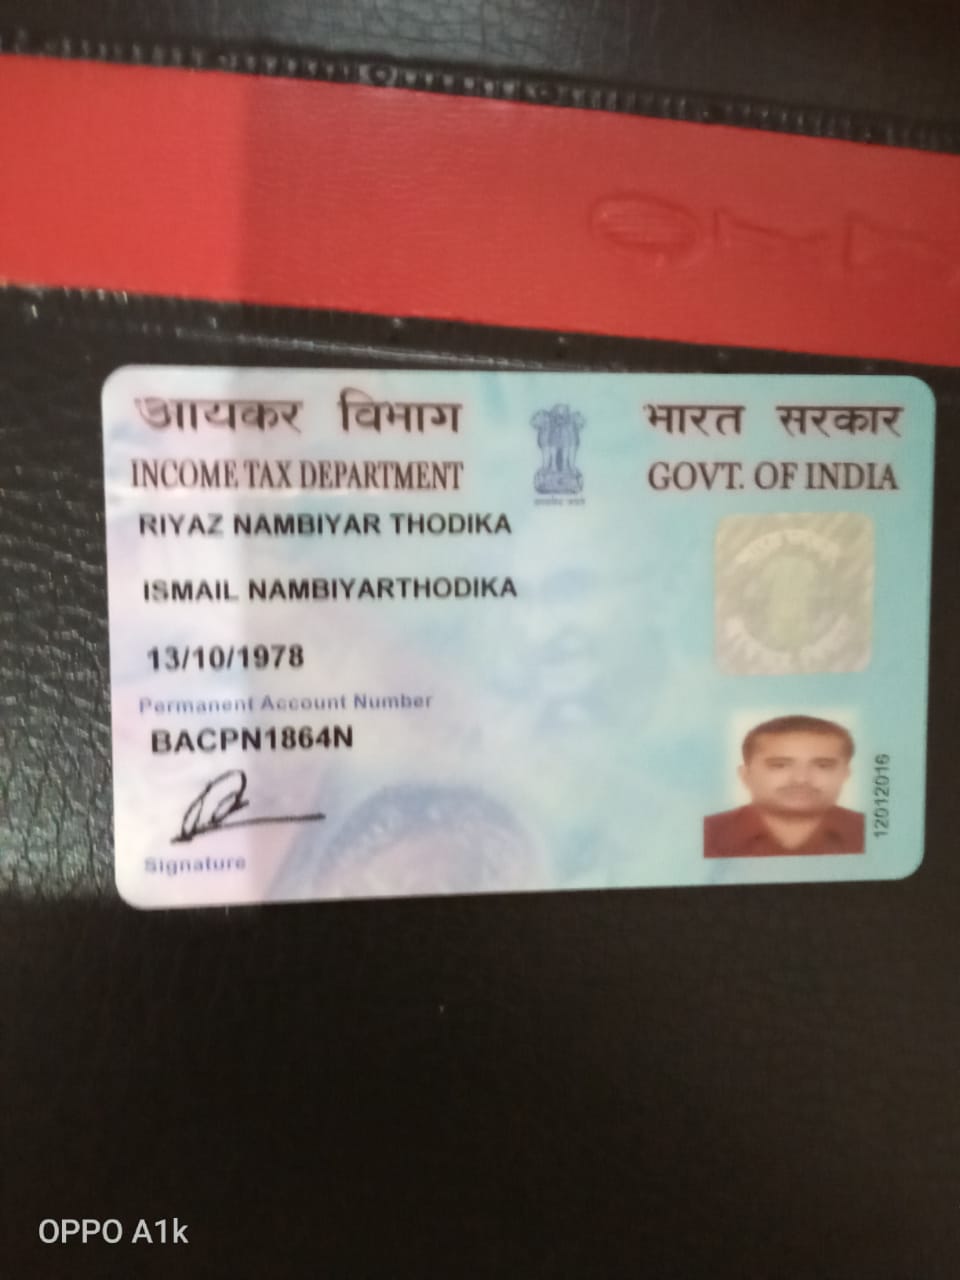 आयकर विभाग
INCOME TAX DEPARTMENT
भारत सरकार
GOVT. OF INDIA
RIYAZ NAMBIYAR THODIKA
ISMAIL NAMBIYARTHODIKA
13/10/1978
Permanent Account Number
BACPN1864N
Signature
12012016
OPPO A1k